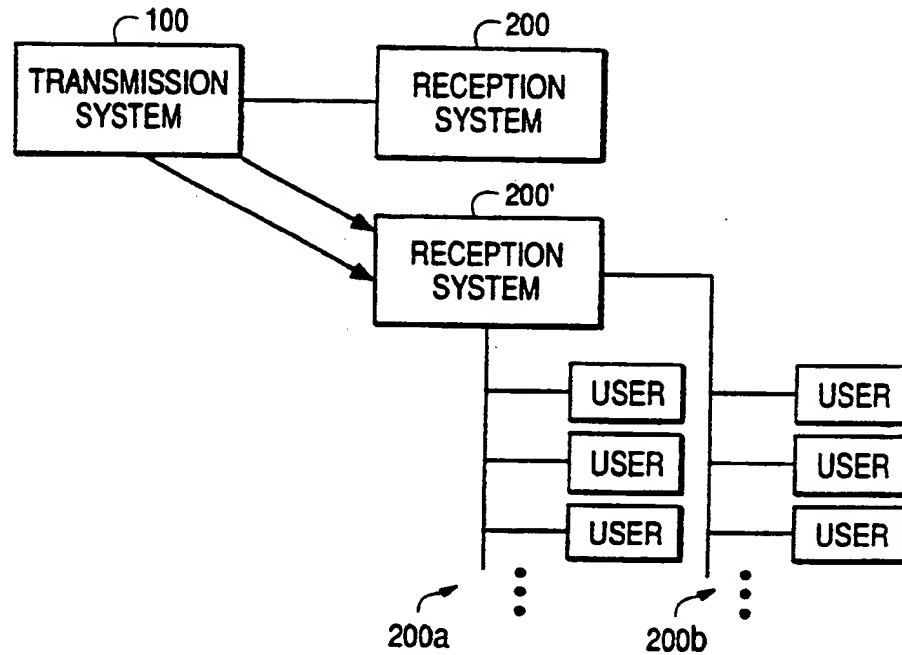 100
TRANSMISSION
SYSTEM
200
RECEPTION
SYSTEM
200'
RECEPTION
SYSTEM
USER
USER
USER
USER
USER
USER
200a
200b